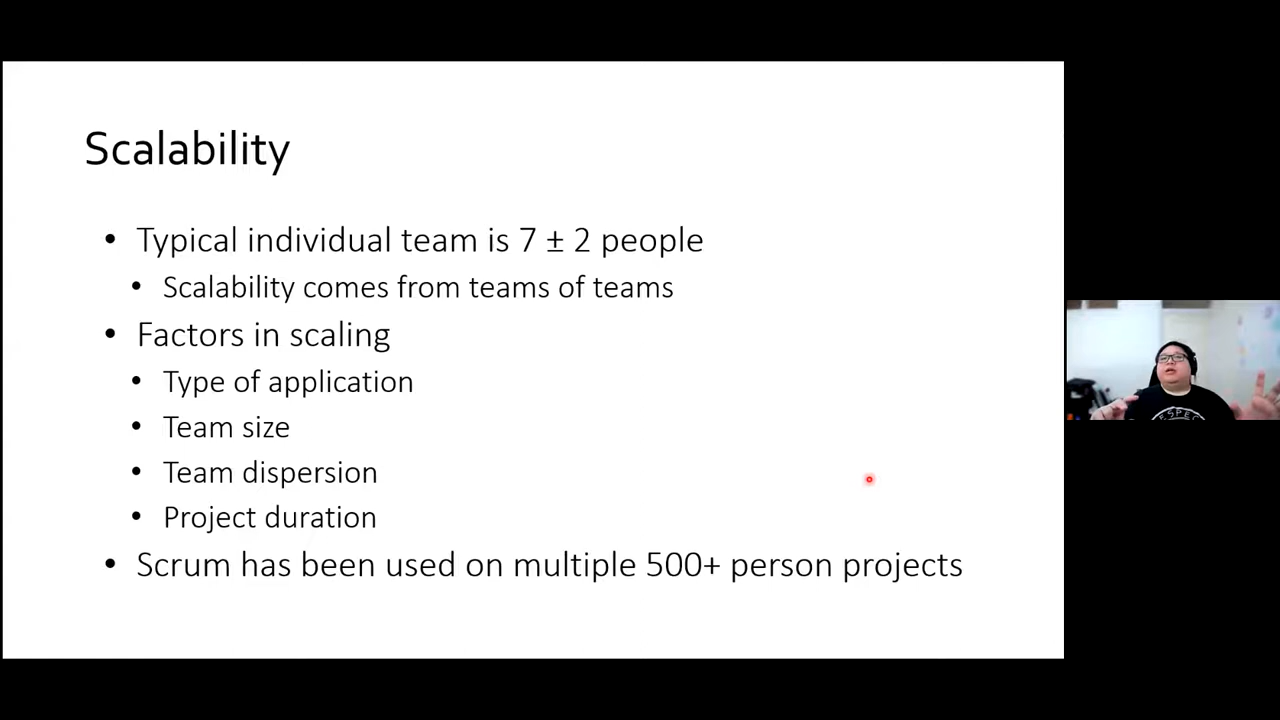 Scalability
• Typical individual team is 7 ± 2 people
• Scalability comes from teams of teams
• Factors in scaling
• Type of application
• Team size
• Team dispersion
• Project duration
• Scrum has been used on multiple 500+ person projects